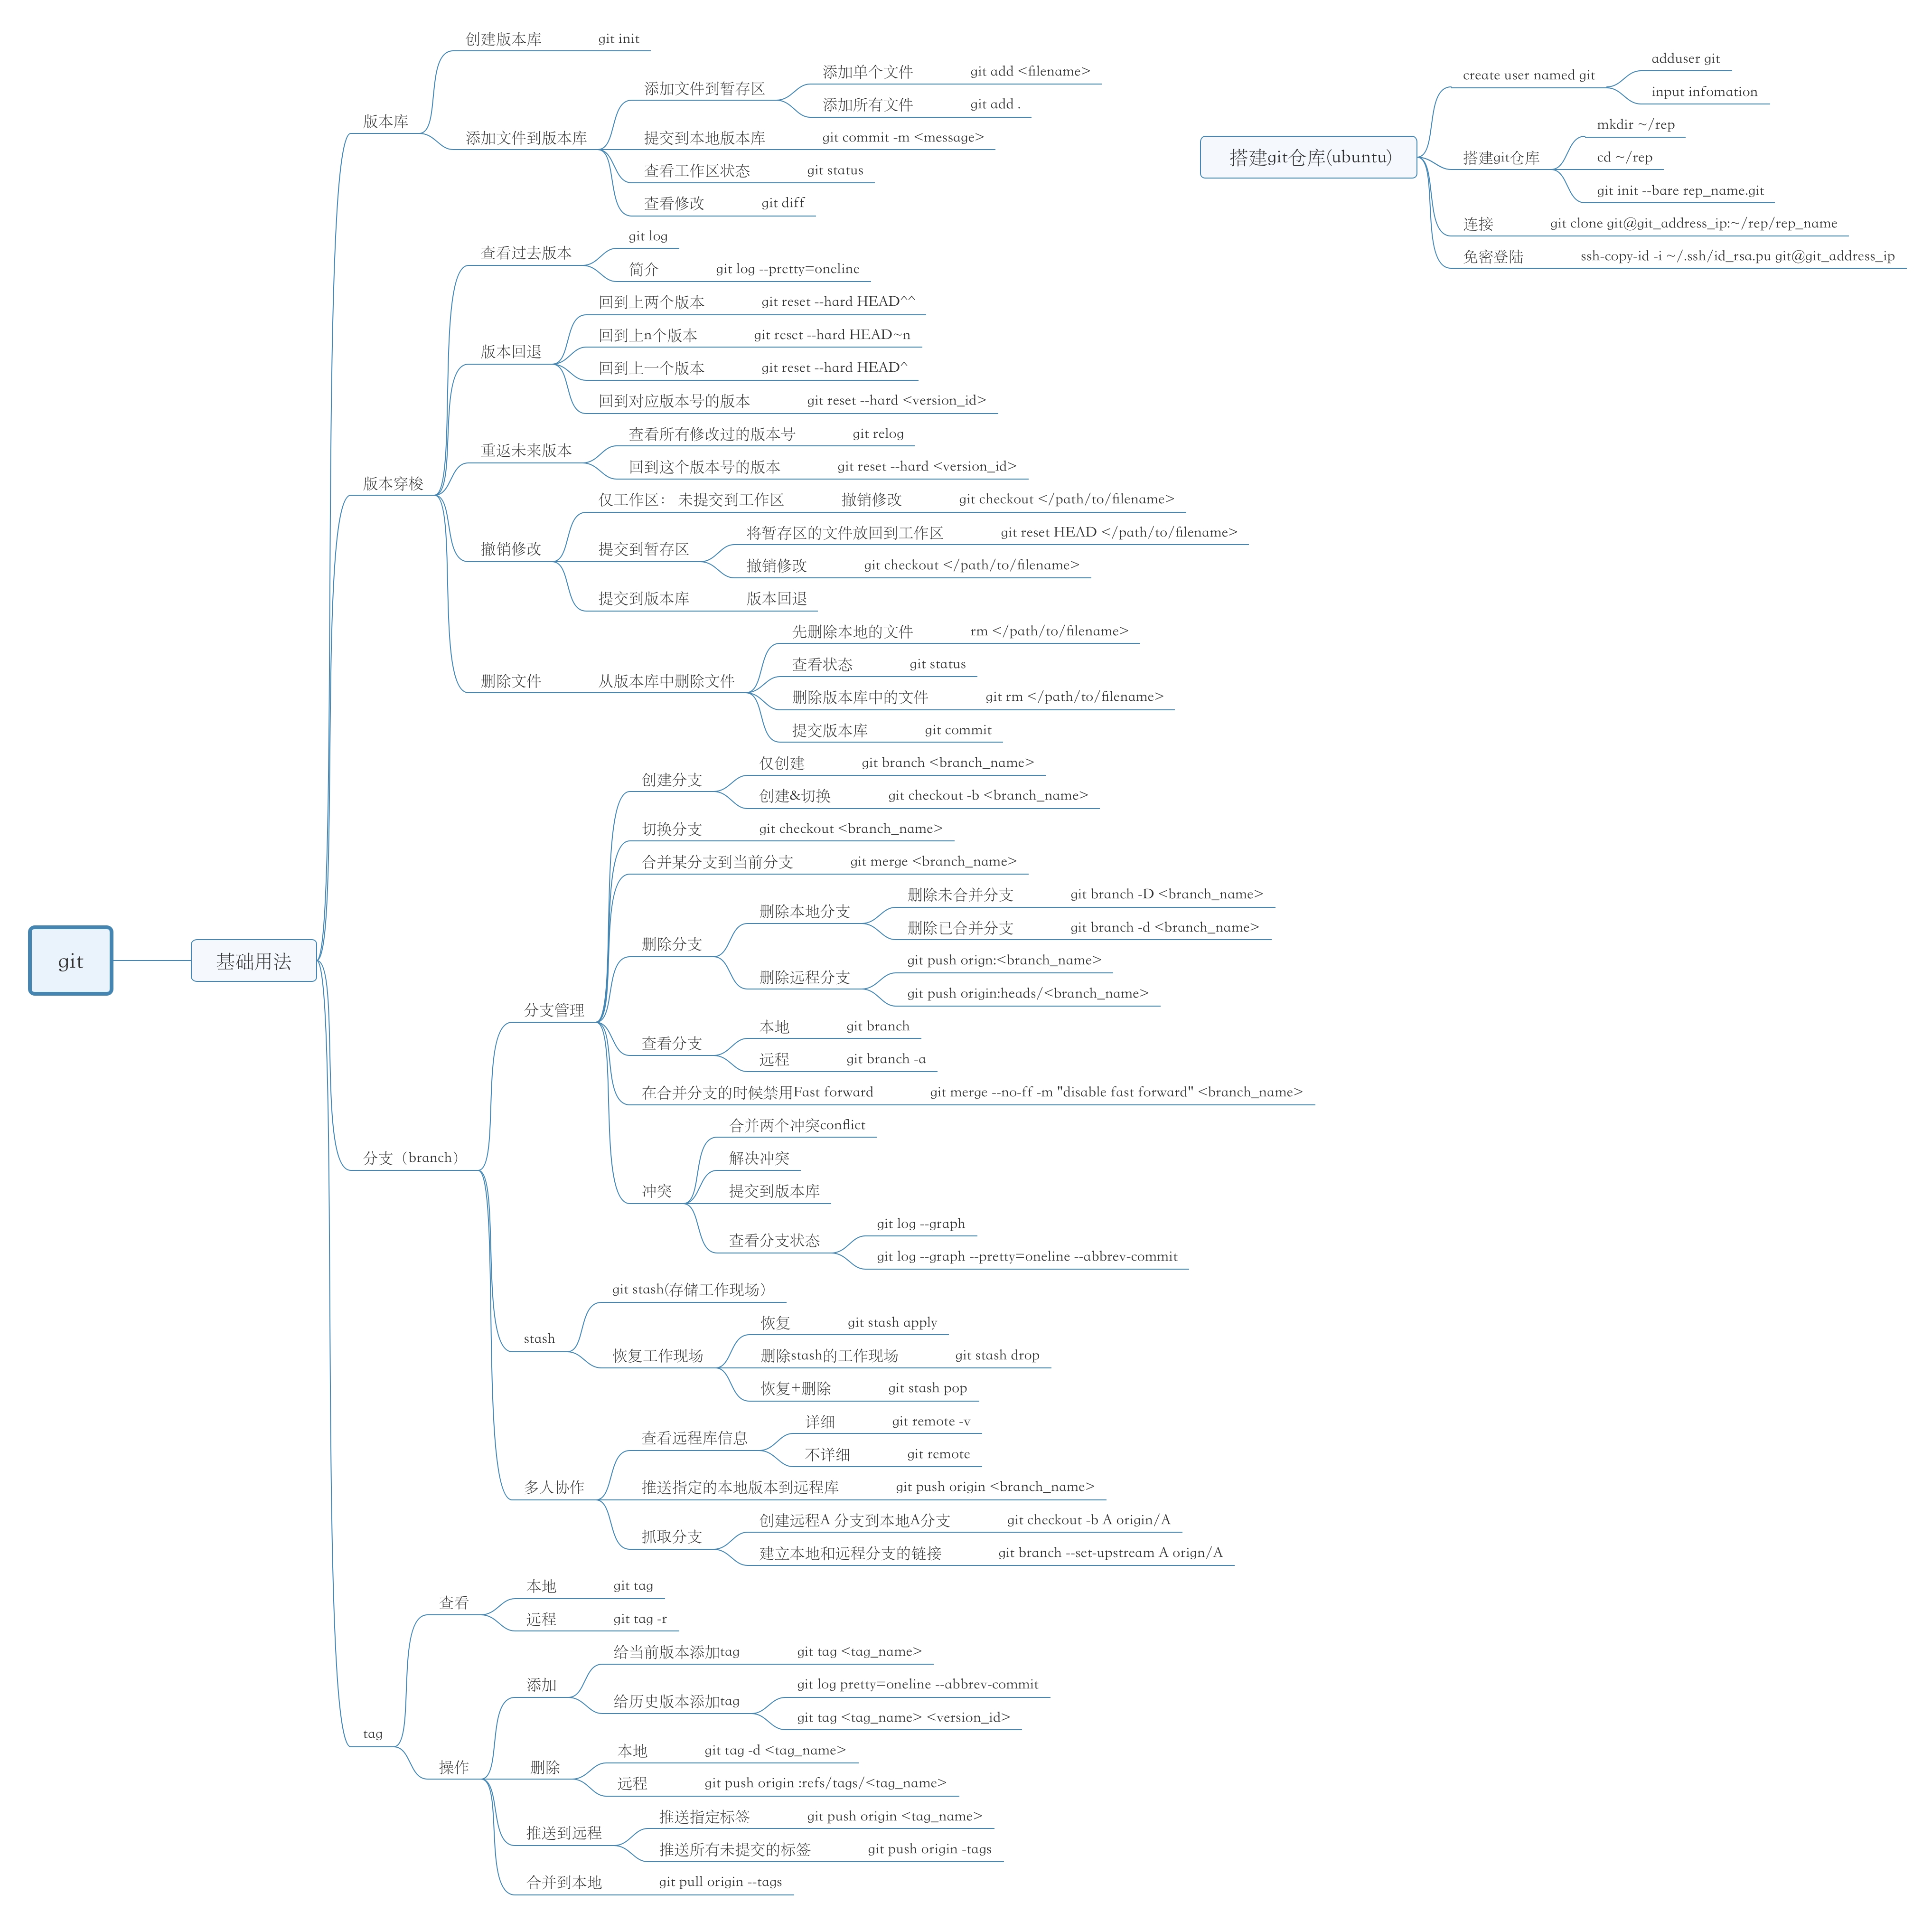 git
基础用法
版本库
创建版本库
git init
添加文件到版本库
添加文件到暂存区
添加单个文件
git add <filename>
添加所有文件
git add .
提交到本地版本库
git commit -m <message>
查看工作区状态
git status
查看修改
git diff
版本穿梭
查看过去版本
git log
简介
git log --pretty=oneline
版本回退
回到上两个版本
git reset --hard HEAD^^
回到上n个版本
git reset --hard HEAD~n
回到上一个版本
git reset --hard HEAD^
回到对应版本号的版本
git reset --hard <version_id>
重返未来版本
查看所有修改过的版本号
git relog
回到这个版本号的版本
git reset --hard <version_id>
撤销修改
仅工作区： 未提交到工作区
撤销修改
git checkout </path/to/filename>
提交到暂存区
将暂存区的文件放回到工作区
git reset HEAD </path/to/filename>
撤销修改
git checkout </path/to/filename>
提交到版本库
版本回退
删除文件
从版本库中删除文件
先删除本地的文件
rm </path/to/filename>
查看状态
git status
删除版本库中的文件
git rm </path/to/filename>
提交版本库
git commit
分支（branch）
分支管理
创建分支
仅创建
git branch <branch_name>
创建&切换
git checkout -b <branch_name>
切换分支
git checkout <branch_name>
合并某分支到当前分支
git merge <branch_name>
删除分支
删除本地分支
删除未合并分支
git branch -D <branch_name>
删除已合并分支
git branch -d <branch_name>
删除远程分支
git push orign:<branch_name>
git push origin:heads/<branch_name>
查看分支
本地
git branch
远程
git branch -a
在合并分支的时候禁用Fast forward
git merge --no-ff -m "disable fast forward" <branch_name>
冲突
合并两个冲突conflict
解决冲突
提交到版本库
查看分支状态
git log --graph
git log --graph --pretty=oneline --abbrev-commit
stash
git stash(存储工作现场）
恢复工作现场
恢复
git stash apply
删除stash的工作现场
git stash drop
恢复+删除
git stash pop
多人协作
查看远程库信息
详细
git remote -v
不详细
git remote
推送指定的本地版本到远程库
git push origin <branch_name>
抓取分支
创建远程A 分支到本地A分支
git checkout -b A origin/A
建立本地和远程分支的链接
git branch --set-upstream A orign/A
tag
查看
本地
git tag
远程
git tag -r
操作
添加
给当前版本添加tag
git tag <tag_name>
给历史版本添加tag
git log pretty=oneline --abbrev-commit
git tag <tag_name> <version_id>
删除
本地
git tag -d <tag_name>
远程
git push origin :refs/tags/<tag_name>
推送到远程
推送指定标签
git push origin <tag_name>
推送所有未提交的标签
git push origin -tags
合并到本地
git pull origin --tags
搭建git仓库(ubuntu)
create user named git
adduser git
input infomation
搭建git仓库
mkdir ~/rep
cd ~/rep
git init --bare rep_name.git
连接
git clone git@git_address_ip:~/rep/rep_name
免密登陆
ssh-copy-id -i ~/.ssh/id_rsa.pu git@git_address_ip